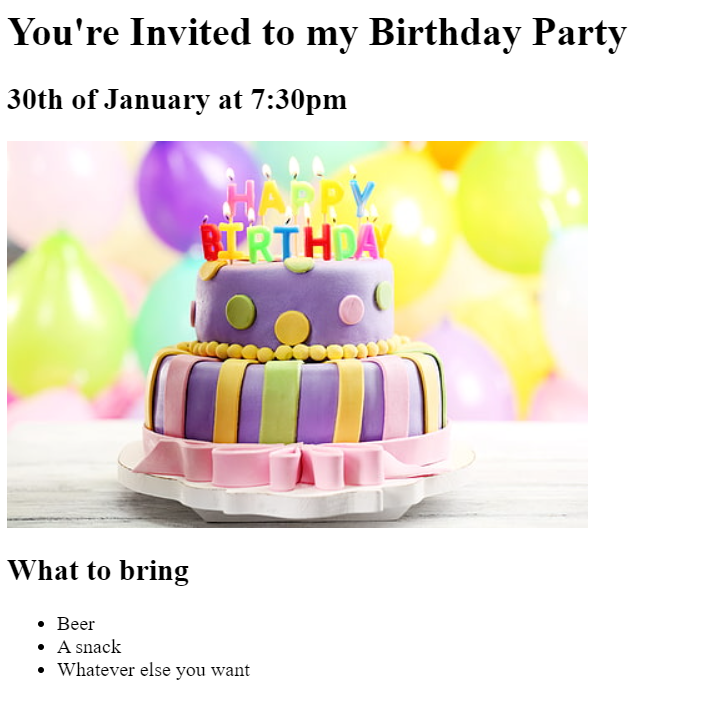 You're Invited to my Birthday Party
30th of January at 7:30pm
HAPPY
BIRTHDAY
What to bring
Beer
A snack
Whatever else you want